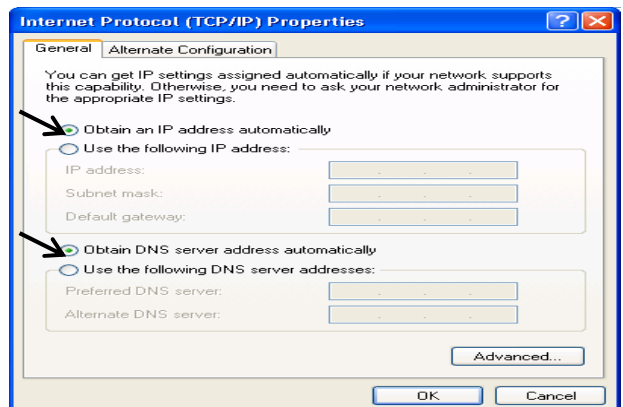 Internet Protocol (TCP/IP) Properties
General Alternate Configuration
You can get IP settings assigned automatically if your network supports
this capability. Otherwise, you need to ask your network administrator for
the appropriate IP settings.
Obtain an IP address automatically
Use the following IP address:
IP address:
Subnet mask:
Default gateway:
Obtain DNS server address automatically
Use the following DNS server addresses:
Preferred DNS server:
Alternate DNS server:
Advanced...
OK Cancel